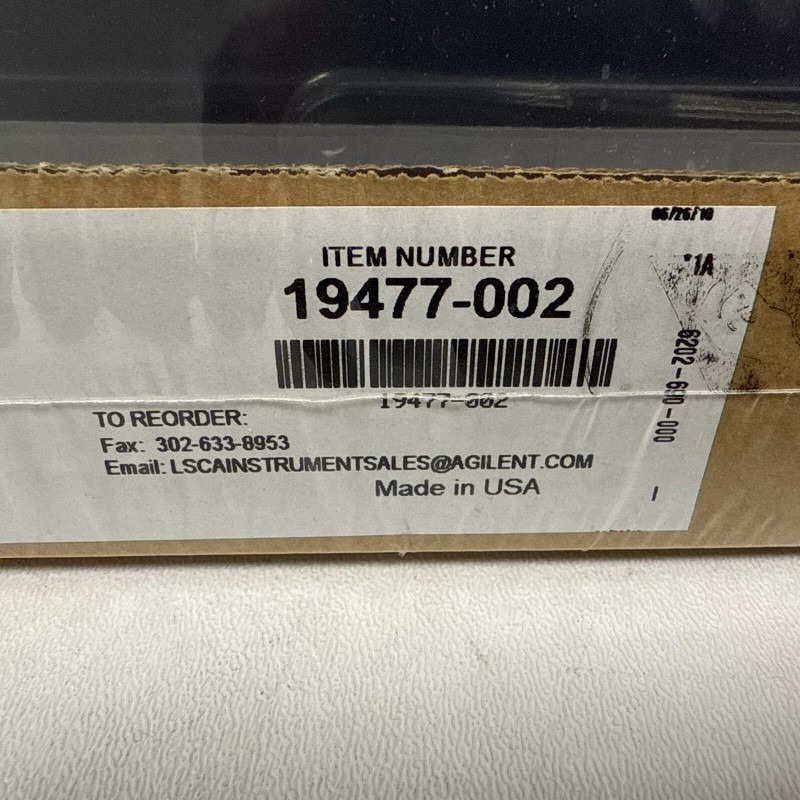 06/26/18
ITEM NUMBER
*1A
19477-002
19477-002
TO REORDER:
Fax: 302-633-8953
Email: LSCAINSTRUMENTSALES@AGILENT.COM
Made in USA